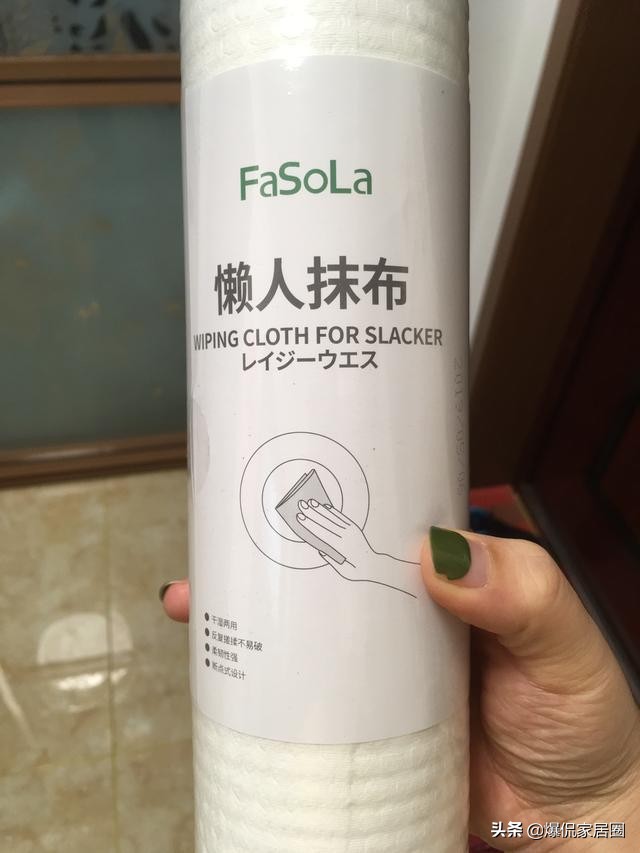 FaSoLa
懒人抹布
WIPING CLOTH FOR SLACKER
レイジーウエス
● 干湿两用
● 反复搓揉不易破
● 柔韧性强
● 断点式设计
头条 @爆侃家居圈